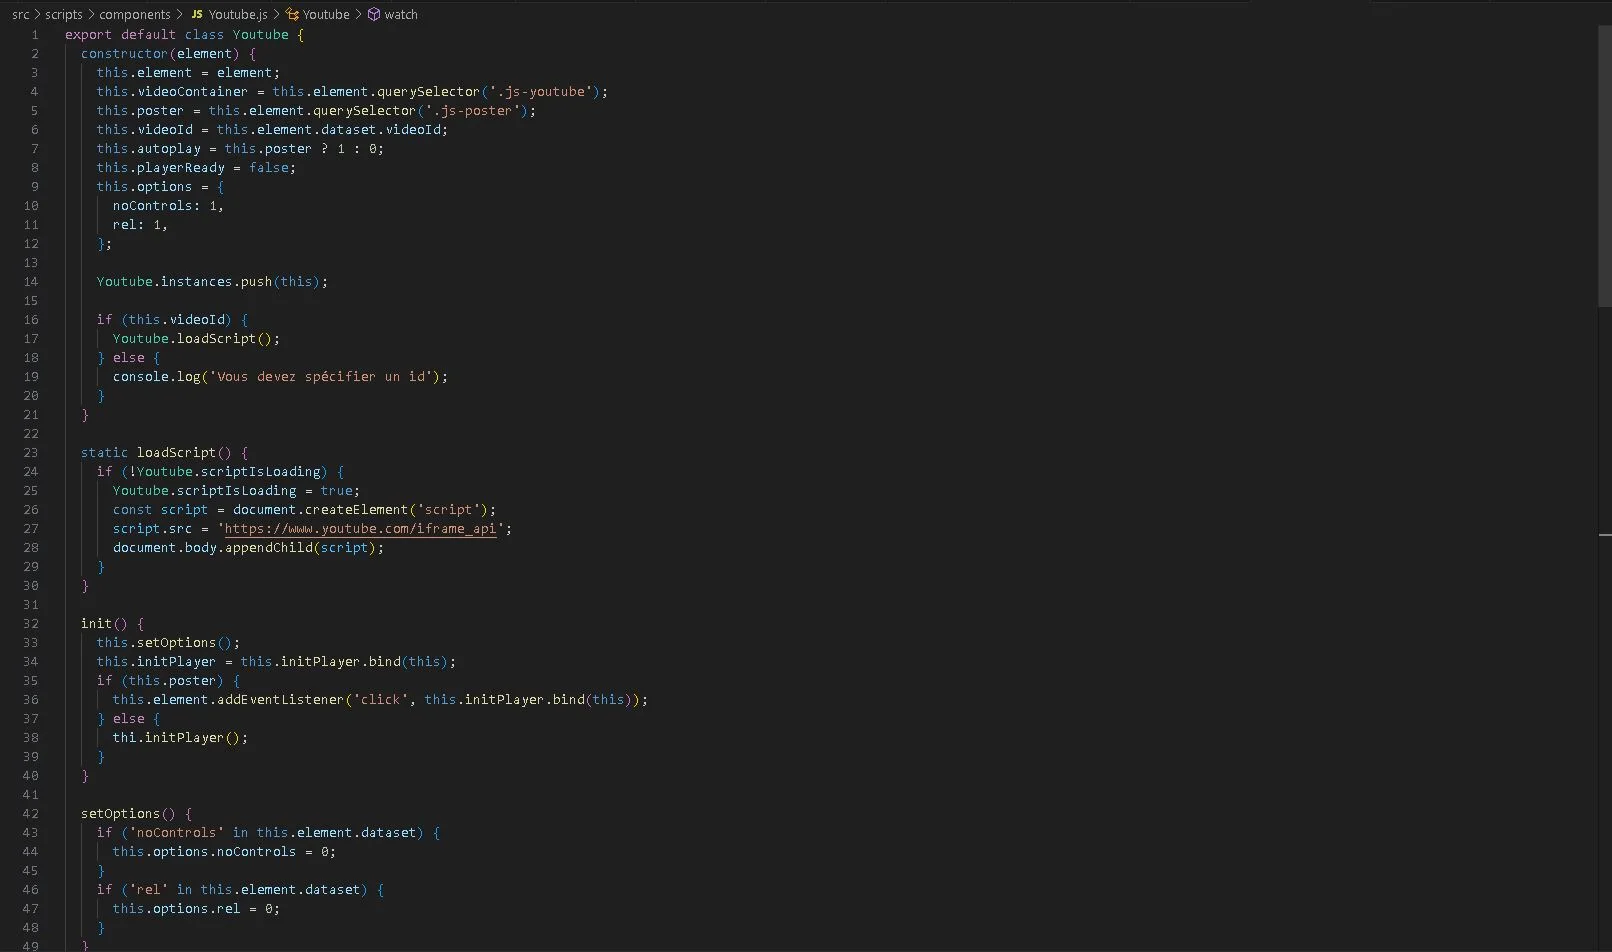 src > scripts > components > JS Youtube.js > Youtube > watch
1 export default class Youtube {
2 constructor(element) {
3 this.element = element;
4 this.videoContainer = this.element.querySelector('.js-youtube');
5 this.poster = this.element.querySelector('.js-poster');
6 this.videoId = this.element.dataset.videoId;
7 this.autoplay = this.poster ? 1 : 0;
8 this.playerReady = false;
9 this.options = {
10 noControls: 1,
11 rel: 1,
12 };
13
14 Youtube.instances.push(this);
15
16 if (this.videoId) {
17 Youtube.loadScript();
18 } else {
19 console.log('Vous devez spécifier un id');
20 }
21 }
22
23 static loadScript() {
24 if (!Youtube.scriptIsLoading) {
25 Youtube.scriptIsLoading = true;
26 const script = document.createElement('script');
27 script.src = 'https://www.youtube.com/iframe_api';
28 document.body.appendChild(script);
29 }
30 }
31
32 init() {
33 this.setOptions();
34 this.initPlayer = this.initPlayer.bind(this);
35 if (this.poster) {
36 this.element.addEventListener('click', this.initPlayer.bind(this));
37 } else {
38 thi.initPlayer();
39 }
40 }
41
42 setOptions() {
43 if ('noControls' in this.element.dataset) {
44 this.options.noControls = 0;
45 }
46 if ('rel' in this.element.dataset) {
47 this.options.rel = 0;
48 }
49 }